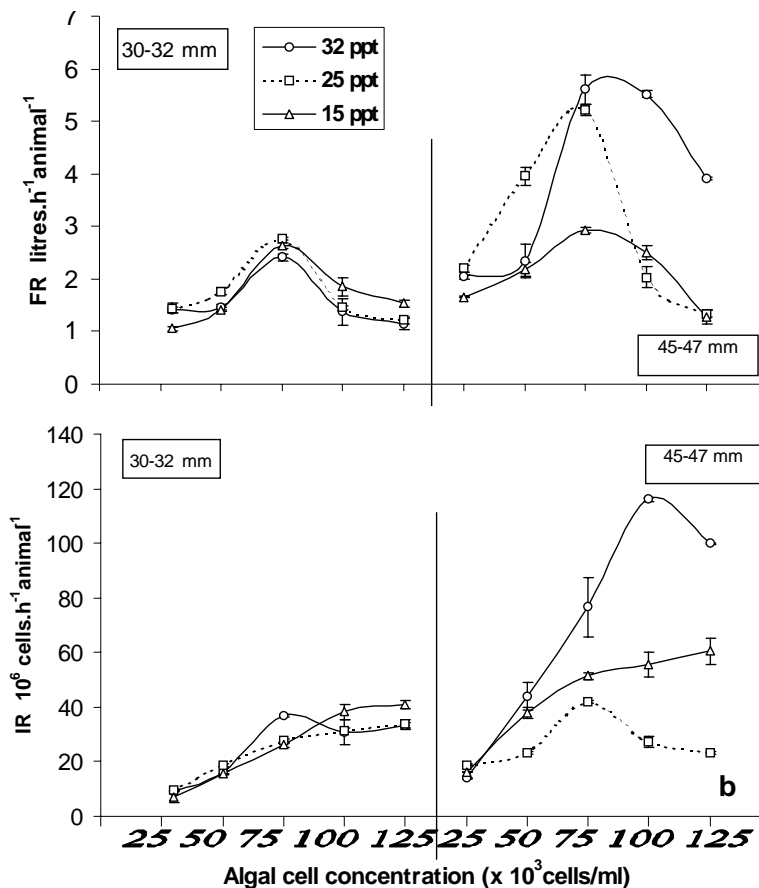 30-32 mm
32 ppt
25 ppt
15 ppt
7
6
5
4
3
2
1
0
FR litres.h⁻¹animal⁻¹
45-47 mm
140
120
100
80
60
40
20
0
IR 10⁶ cells.h⁻¹animal¹
30-32 mm
45-47 mm
b
25 50 75 100 125 25 50 75 100 125
Algal cell concentration (x 10³cells/ml)